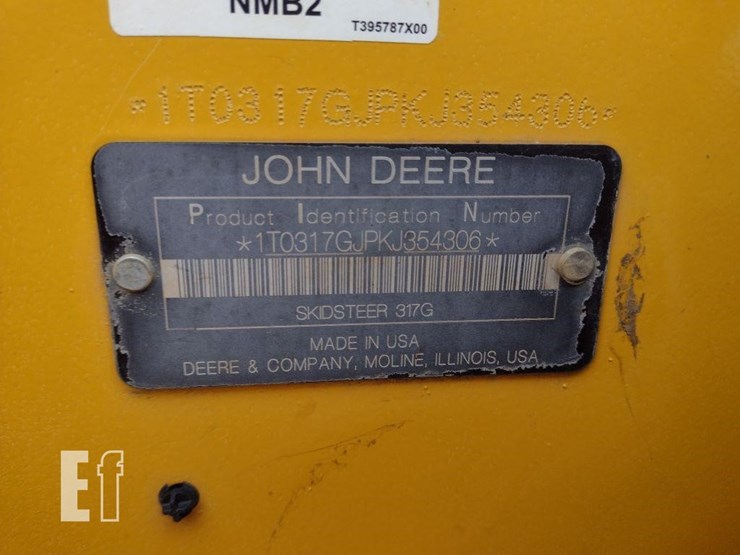 NMB2
T395787X00
*1T0317GJPKJ354306*
JOHN DEERE
Product Identification Number
*1T0317GJPKJ354306*
SKIDSTEER 317G
MADE IN USA
DEERE & COMPANY, MOLINE, ILLINOIS, USA
Ef